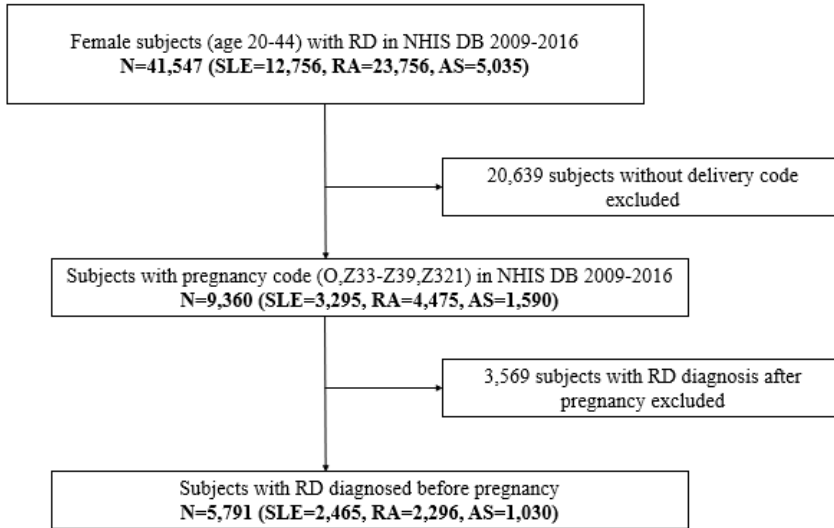 Female subjects (age 20-44) with RD in NHIS DB 2009-2016
N=41,547 (SLE=12,756, RA=23,756, AS=5,035)
20,639 subjects without delivery code
excluded
Subjects with pregnancy code (O,Z33-Z39,Z321) in NHIS DB 2009-2016
N=9,360 (SLE=3,295, RA=4,475, AS=1,590)
3,569 subjects with RD diagnosis after
pregnancy excluded
Subjects with RD diagnosed before pregnancy
N=5,791 (SLE=2,465, RA=2,296, AS=1,030)